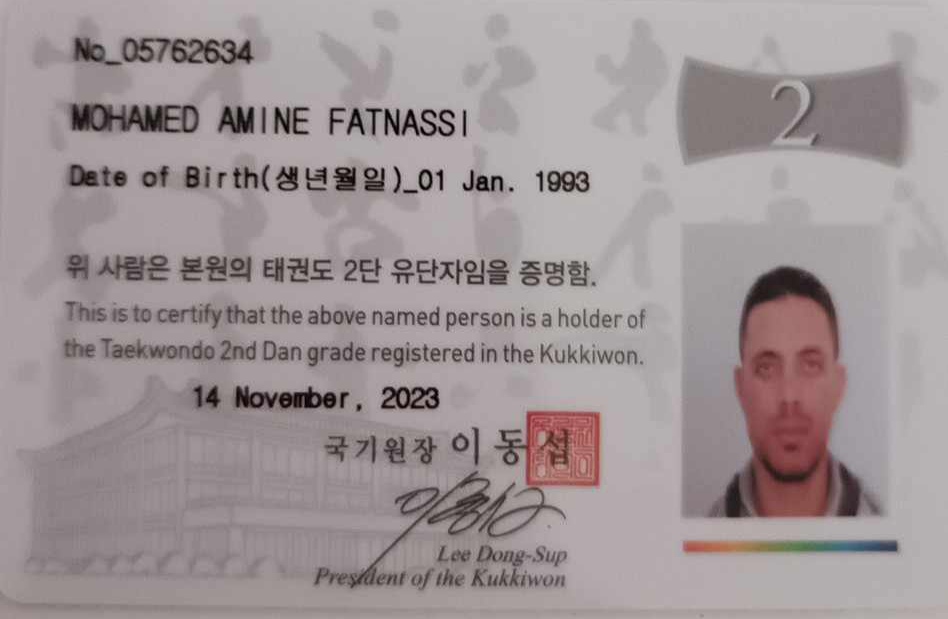 No_05762634
2
MOHAMED AMINE FATNASSI
Date of Birth(생년월일)_01 Jan. 1993
위 사람은 본원의 태권도 2단 유단자임을 증명함.
This is to certify that the above named person is a holder of
the Taekwondo 2nd Dan grade registered in the Kukkiwon.
14 November, 2023
국기원장 이동섭
Lee Dong-Sup
President of the Kukkiwon